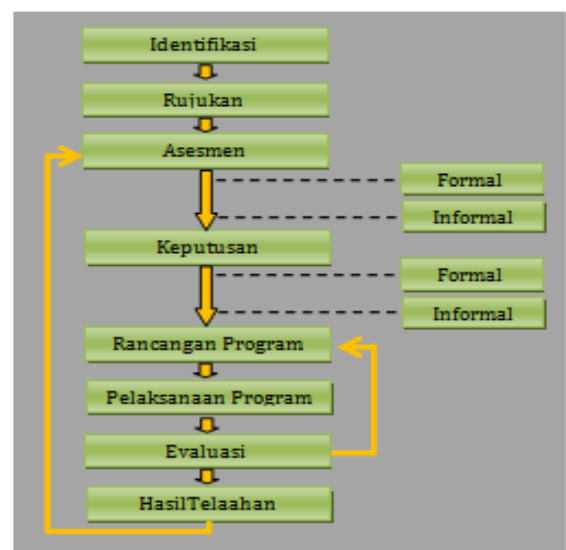 Identifikasi
Rujukan
Asesmen
Formal
Informal
Keputusan
Formal
Informal
Rancangan Program
Pelaksanaan Program
Evaluasi
HasilTelaahan